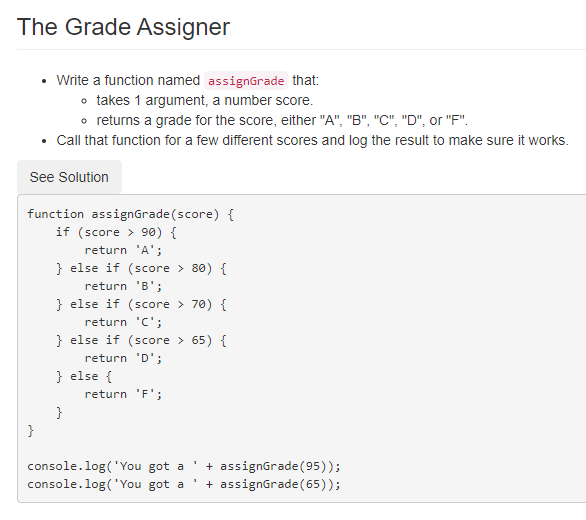 The Grade Assigner
• Write a function named assignGrade that:
◦ takes 1 argument, a number score.
◦ returns a grade for the score, either "A", "B", "C", "D", or "F".
• Call that function for a few different scores and log the result to make sure it works.
See Solution
function assignGrade(score) {
    if (score > 90) {
        return 'A';
    } else if (score > 80) {
        return 'B';
    } else if (score > 70) {
        return 'C';
    } else if (score > 65) {
        return 'D';
    } else {
        return 'F';
    }
}

console.log('You got a ' + assignGrade(95));
console.log('You got a ' + assignGrade(65));